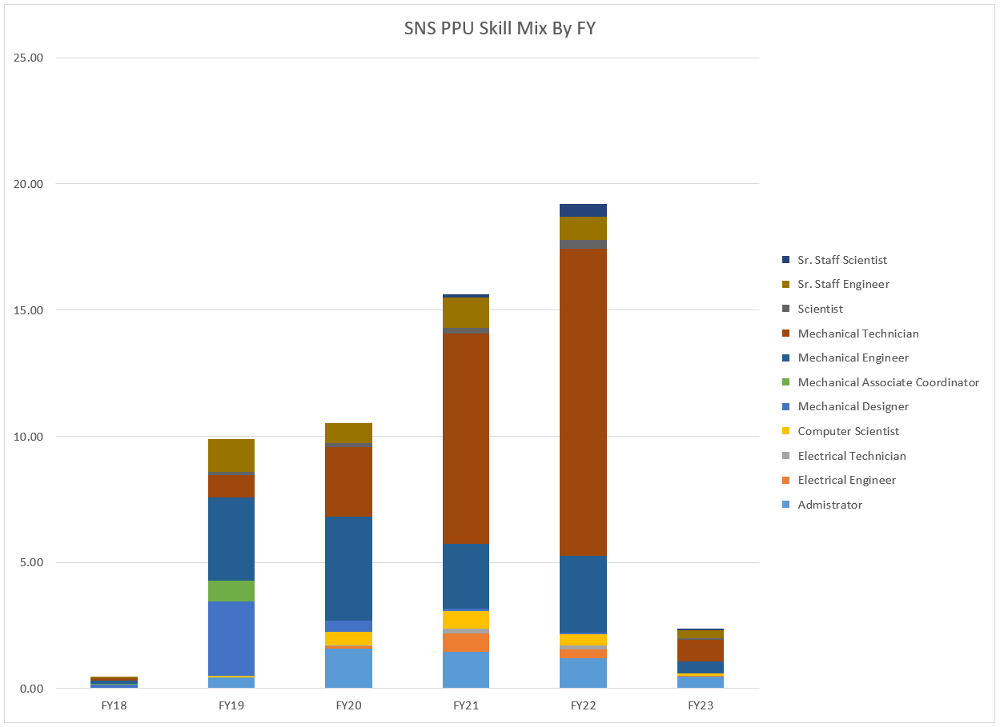 SNS PPU Skill Mix By FY
25.00
20.00
15.00
10.00
5.00
0.00
FY18 FY19 FY20 FY21 FY22 FY23
Sr. Staff Scientist
Sr. Staff Engineer
Scientist
Mechanical Technician
Mechanical Engineer
Mechanical Associate Coordinator
Mechanical Designer
Computer Scientist
Electrical Technician
Electrical Engineer
Admistrator